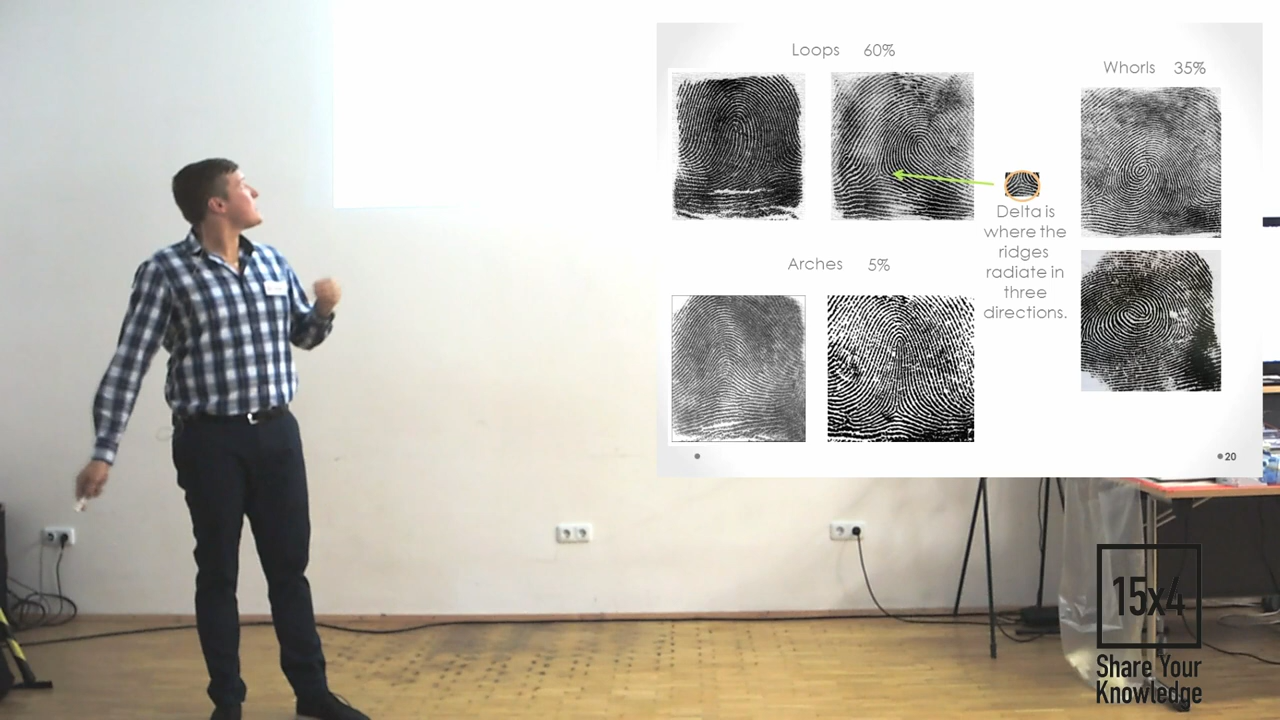 Loops 60%
Whorls 35%
Delta is
where the
ridges
radiate in
three
directions.
Arches 5%
20
15x4
Share Your
Knowledge